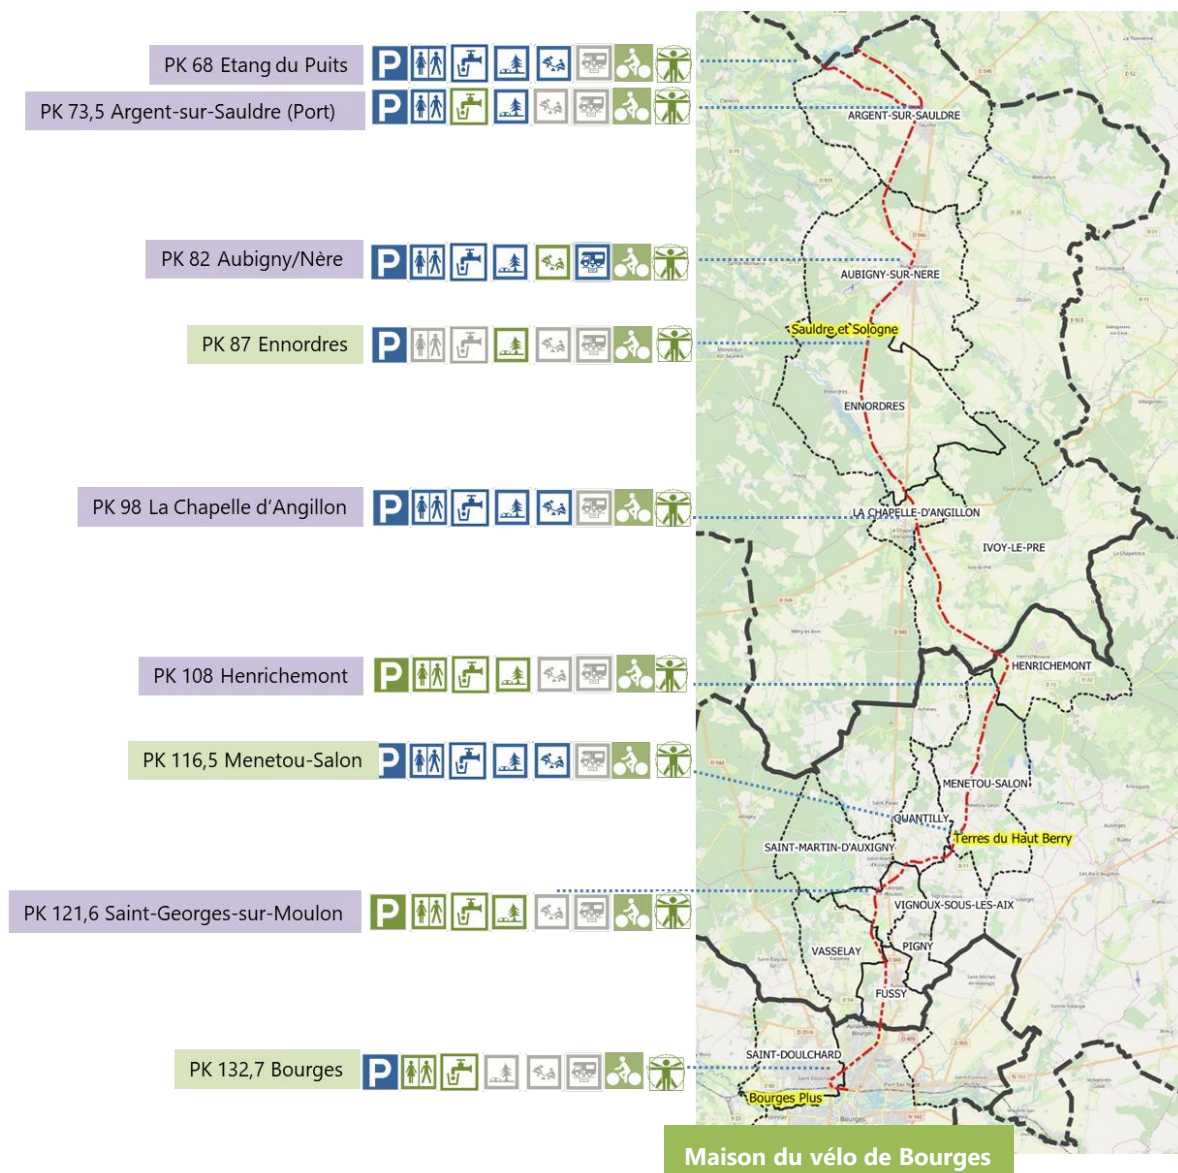 PK 68 Etang du Puits
P
PK 73,5 Argent-sur-Sauldre (Port)
P
ARGENT-SUR-SAULDRE
PK 82 Aubigny/Nère
P
AUBIGNY-SUR-NERE
Sauldre et Sologne
PK 87 Ennordres
P
ENNORDRES
PK 98 La Chapelle d’Angillon
P
LA CHAPELLE-D'ANGILLON
IVOY-LE-PRE
PK 108 Henrichemont
P
HENRICHEMONT
PK 116,5 Menetou-Salon
P
MENETOU-SALON
QUANTILLY
Terres du Haut Berry
SAINT-MARTIN-D'AUXIGNY
PK 121,6 Saint-Georges-sur-Moulon
P
VIGNOUX-SOUS-LES-AIX
VASSELAY
PIGNY
FUSSY
SAINT-DOULCHARD
PK 132,7 Bourges
P
Bourges Plus
Bourges
Maison du vélo de Bourges